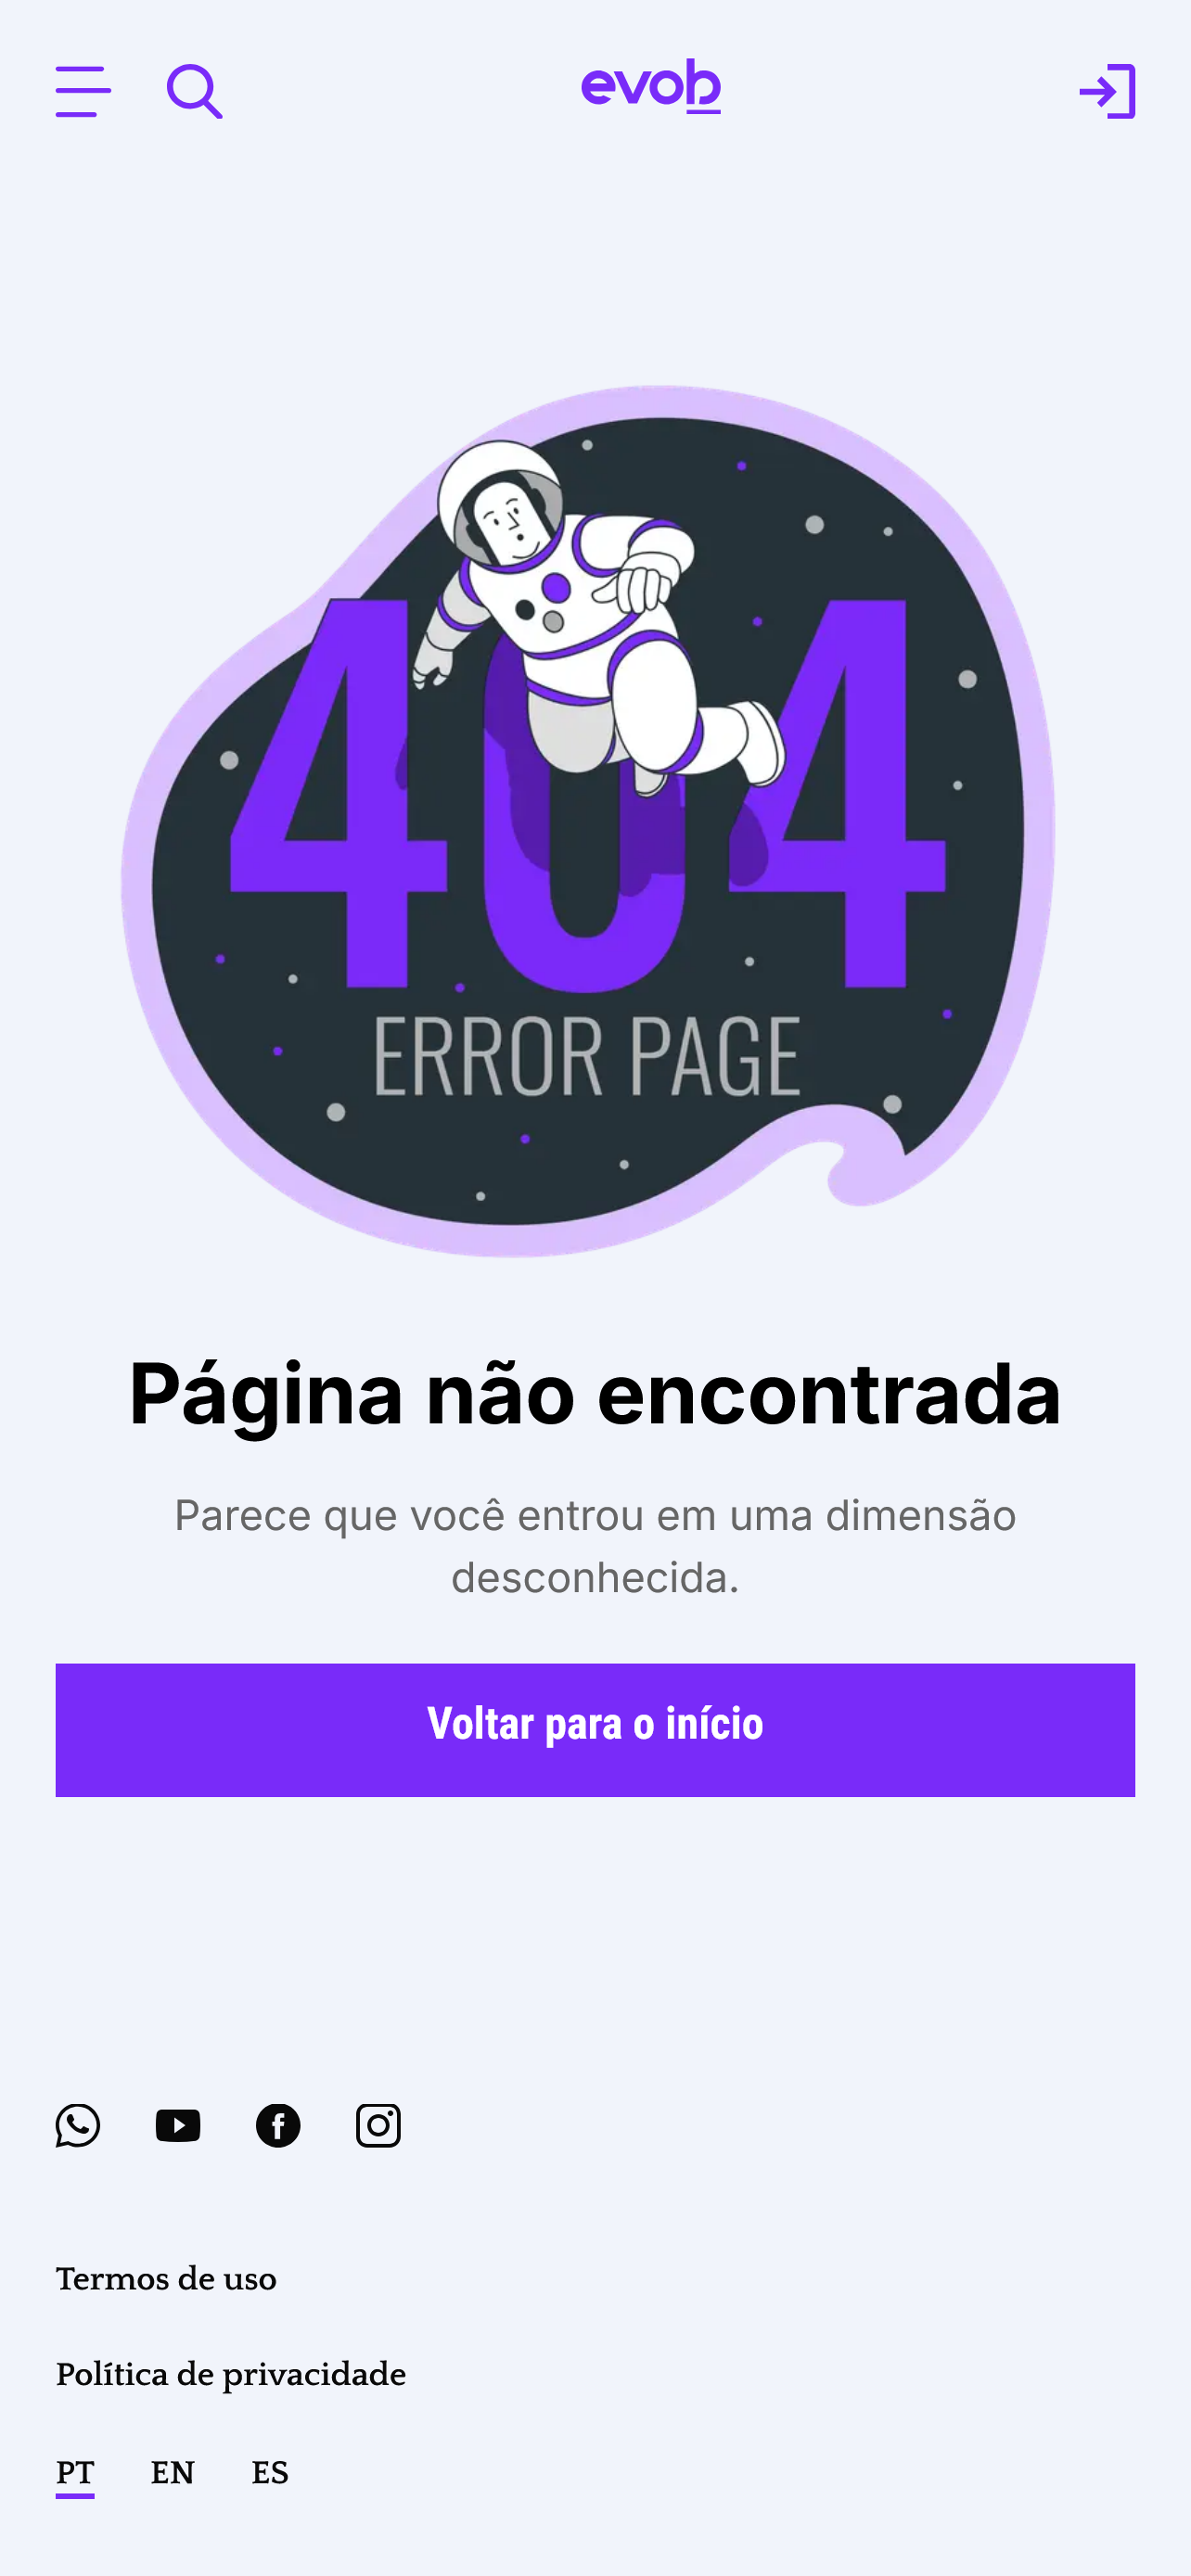 evob
404
ERROR PAGE
Página não encontrada
Parece que você entrou em uma dimensão
desconhecida.
Voltar para o início
Termos de uso
Política de privacidade
PT EN ES